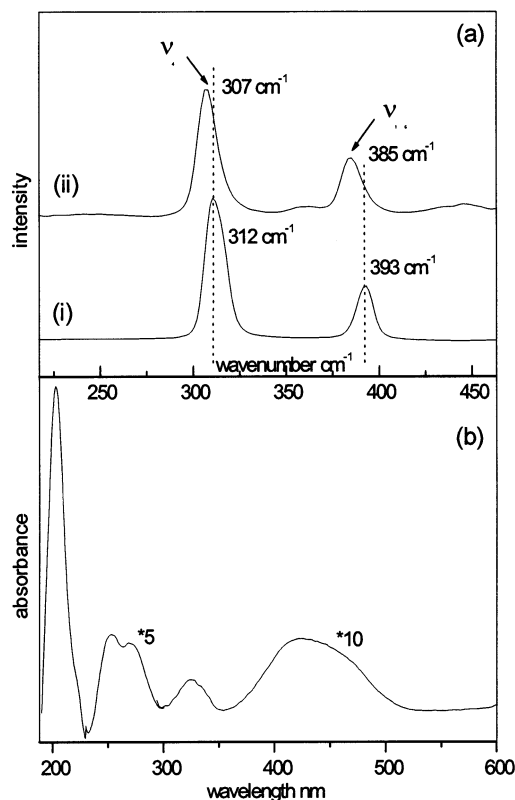 (a)
ν
307 cm⁻¹
ν
385 cm⁻¹
(ii)
312 cm⁻¹
393 cm⁻¹
(i)
intensity
wavenumber cm⁻¹
250 300 350 400 450
(b)
absorbance
*5
*10
200 300 400 500 600
wavelength nm